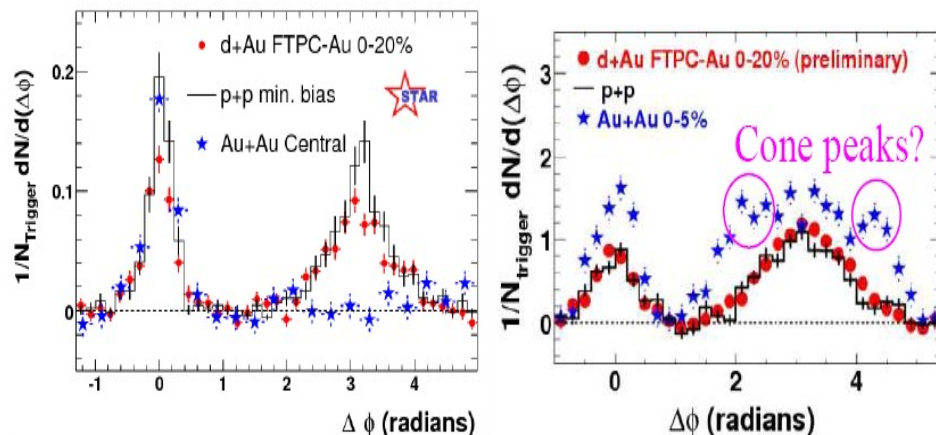 1/N_Trigger dN/d(Δϕ)
0.2
0.1
0
d+Au FTPC-Au 0-20%
p+p min. bias
Au+Au Central
STAR
-1 0 1 2 3 4
Δ ϕ (radians)
1/N_trigger dN/d(Δϕ)
3
2
1
0
d+Au FTPC-Au 0-20% (preliminary)
p+p
Au+Au 0-5%
Cone peaks?
0 2 4
Δϕ (radians)